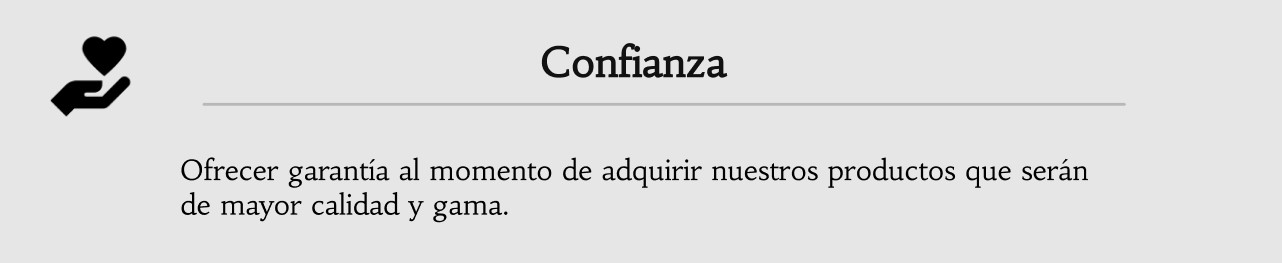 Confianza
Ofrecer garantía al momento de adquirir nuestros productos que serán
de mayor calidad y gama.